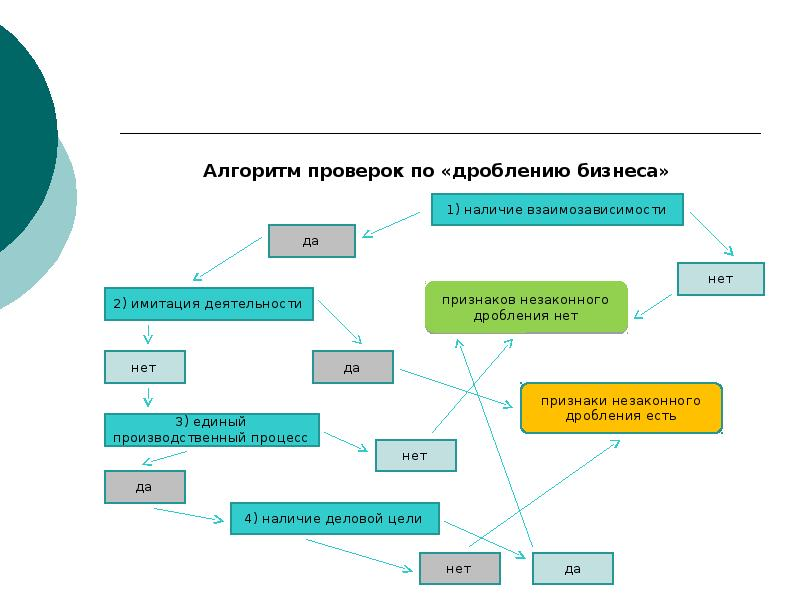 Алгоритм проверок по «дроблению бизнеса»
1) наличие взаимозависимости
да
нет
2) имитация деятельности
признаков незаконного
дробления нет
нет
да
признаки незаконного
дробления есть
3) единый
производственный процесс
нет
да
4) наличие деловой цели
нет
да